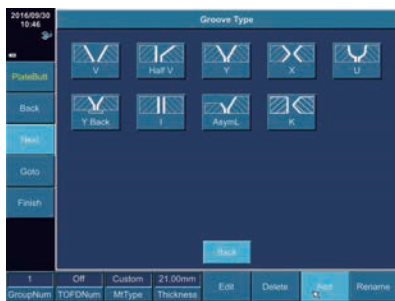 2016/09/30
10:46
Groove Type
V
Half V
Y
X
U
Y Back
I
AsymL
K
PlateButt
Back
Next
Goto
Finish
Back
1
Off
Custom
21.00mm
GroupNum
TOFDNum
MtType
Thickness
Edit
Delete
Add
Rename